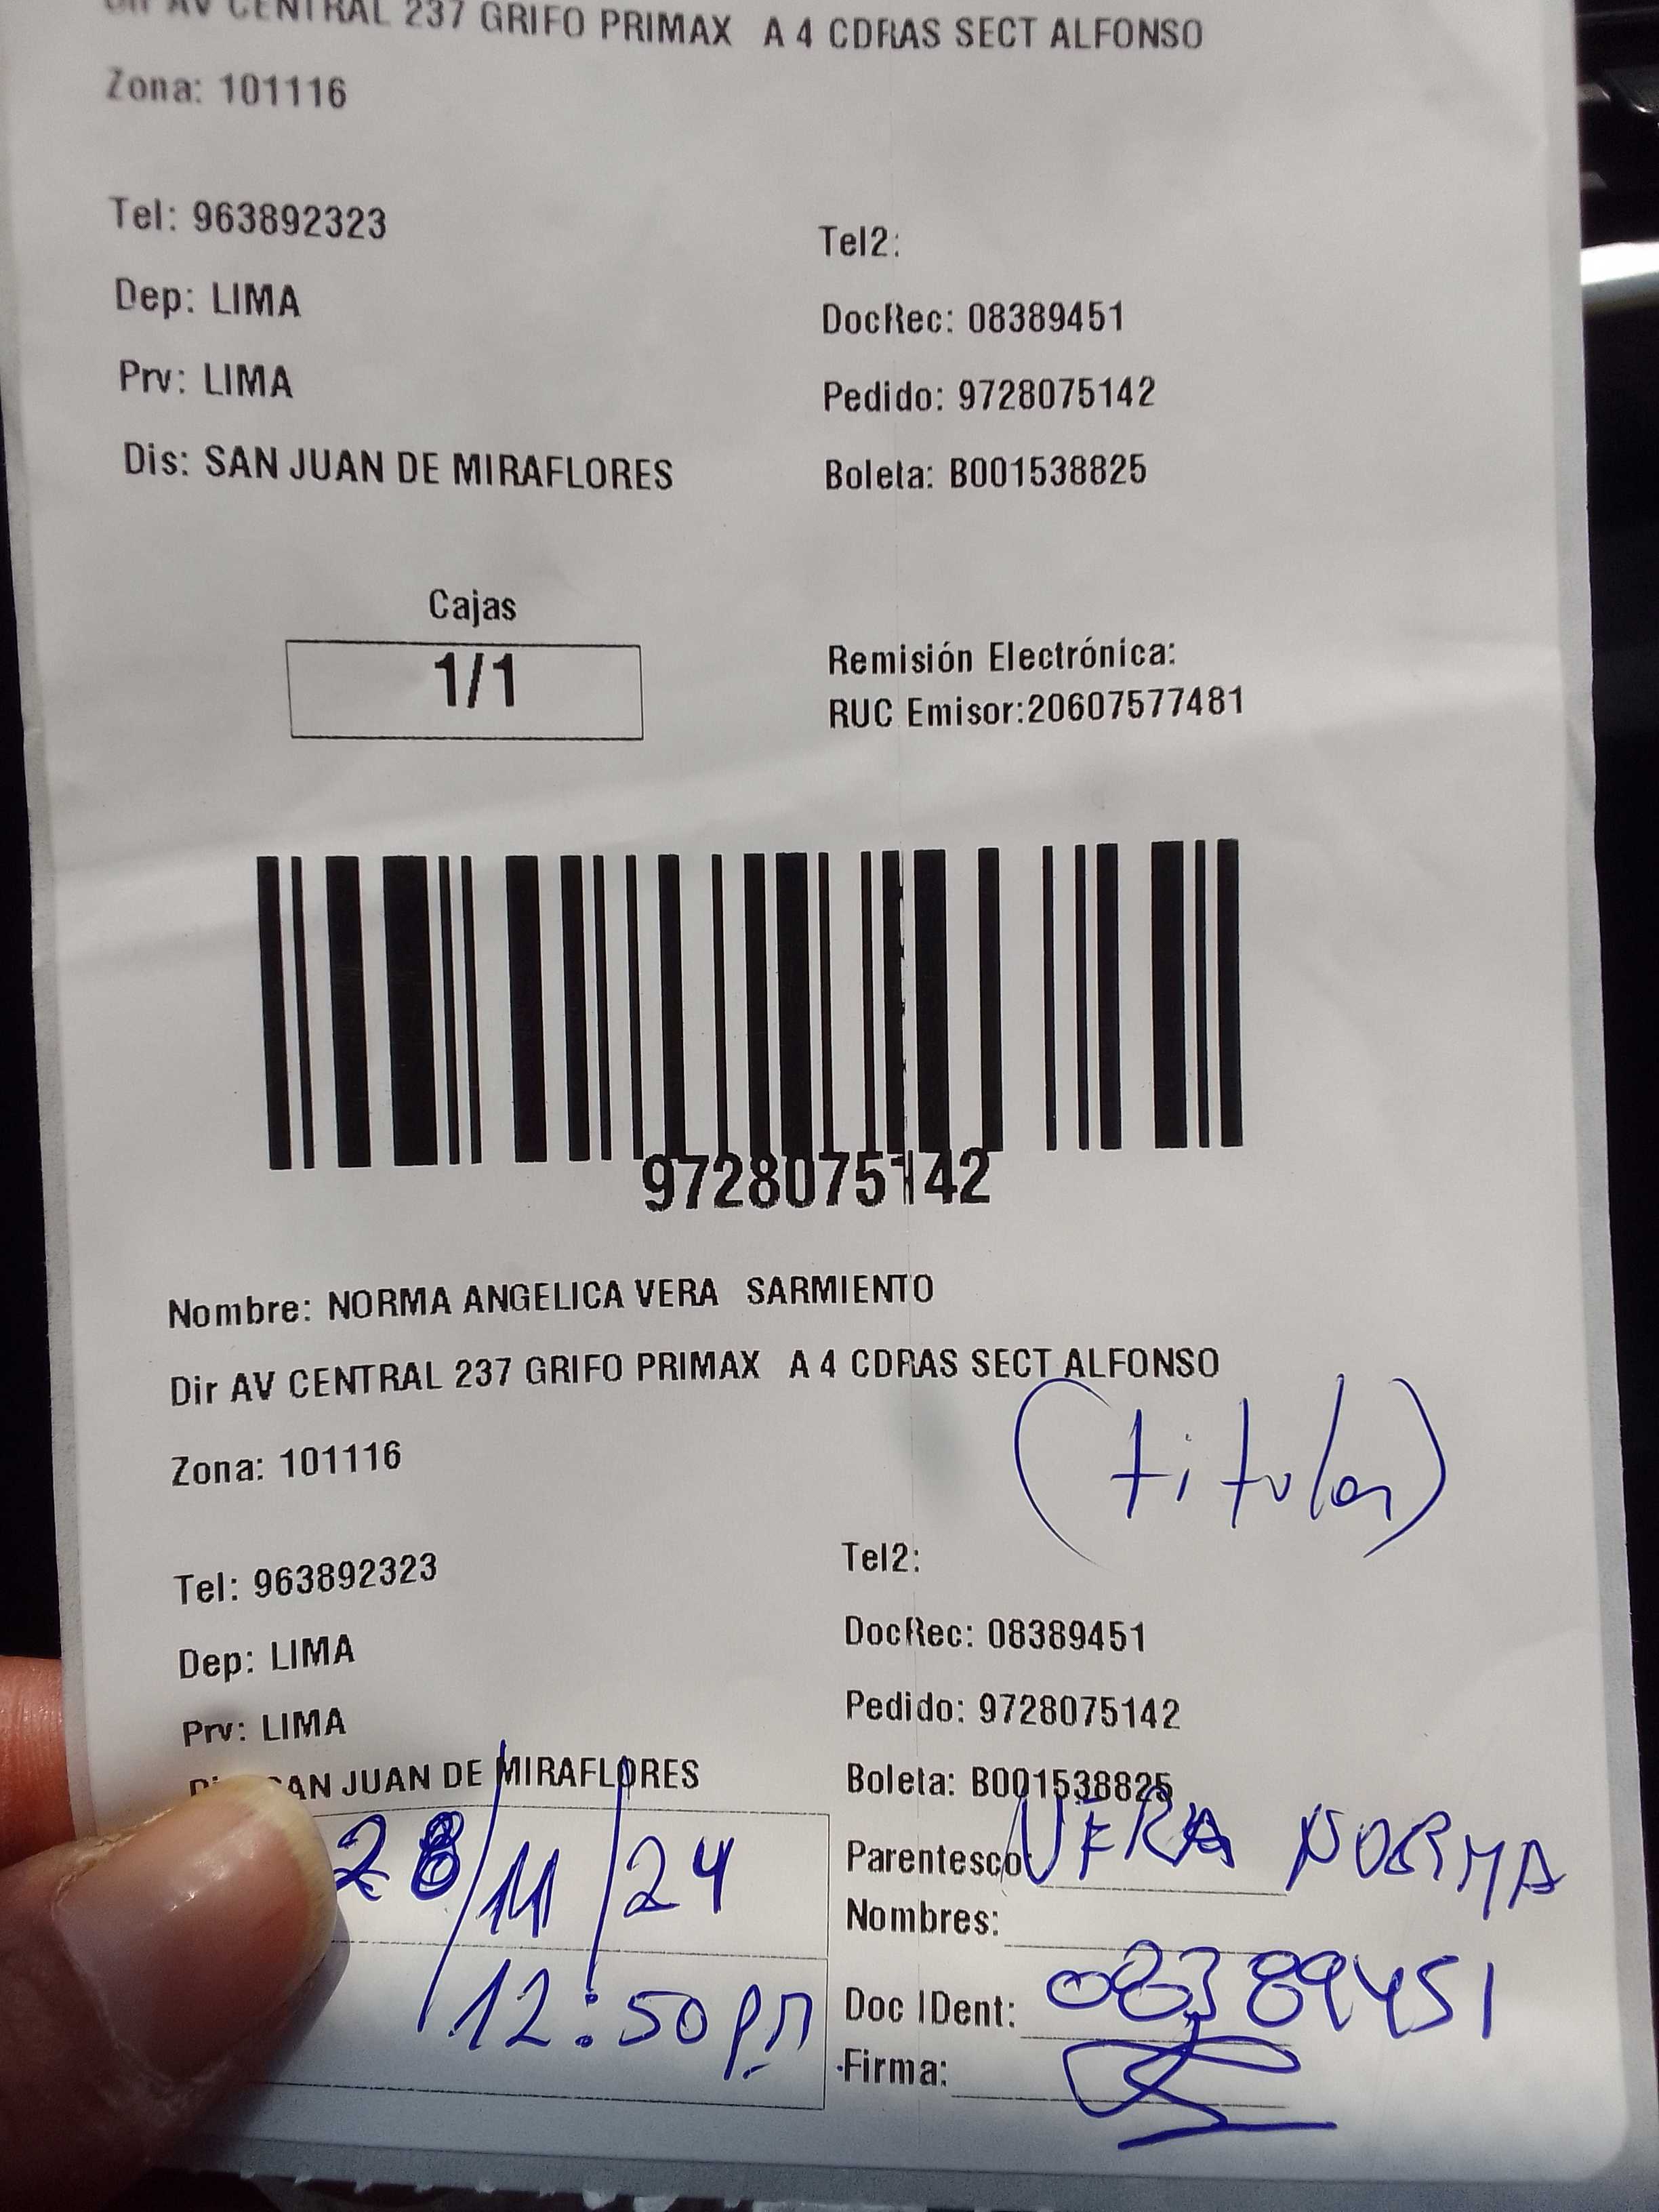 Dir AV CENTRAL 237 GRIFO PRIMAX A 4 CDRAS SECT ALFONSO
Zona: 101116
Tel: 963892323
Tel2:
Dep: LIMA
DocRec: 08389451
Prv: LIMA
Pedido: 9728075142
Dis: SAN JUAN DE MIRAFLORES
Boleta: B001538825
Cajas
1/1
Remisión Electrónica:
RUC Emisor:20607577481
9728075142
Nombre: NORMA ANGELICA VERA SARMIENTO
Dir AV CENTRAL 237 GRIFO PRIMAX A 4 CDRAS SECT ALFONSO
(titular)
Zona: 101116
Tel: 963892323
Tel2:
Dep: LIMA
DocRec: 08389451
Prv: LIMA
Pedido: 9728075142
SAN JUAN DE MIRAFLORES
Boleta: B001538825
28/11/24
Parentesco VERA NORMA
Nombres:
12:50 pm
Doc IDent: 08389451
Firma: